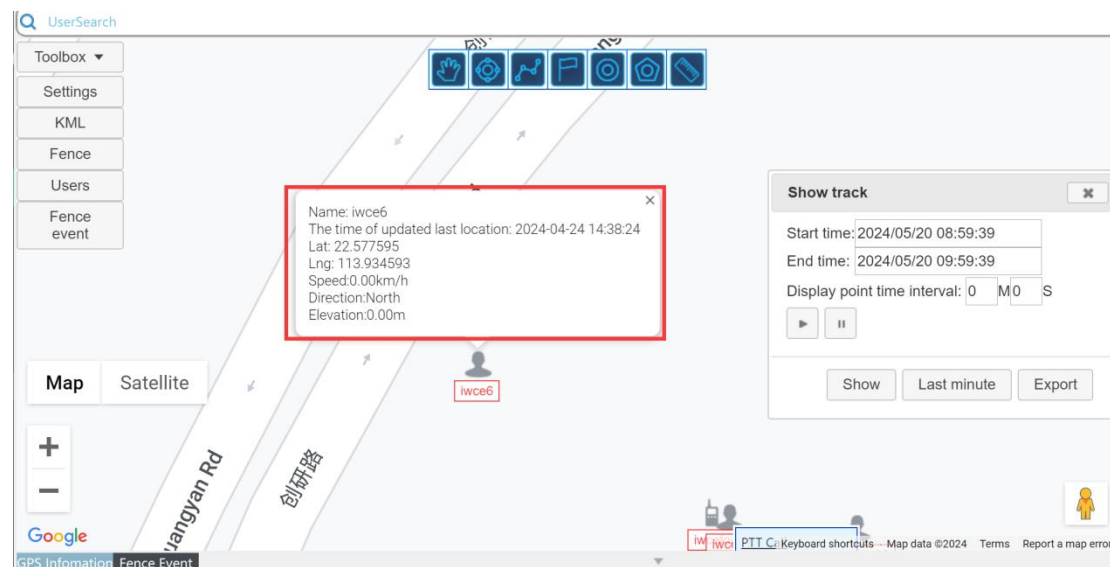 UserSearch
Toolbox
Settings
KML
Fence
Users
Fence
event
Name: iwce6
The time of updated last location: 2024-04-24 14:38:24
Lat: 22.577595
Lng: 113.934593
Speed:0.00km/h
Direction:North
Elevation:0.00m
iwce6
Show track
Start time: 2024/05/20 08:59:39
End time: 2024/05/20 09:59:39
Display point time interval: 0 M 0 S
Show Last minute Export
Map Satellite
uangyan Rd
创研路
Google
iw iwc PTT Keyboard shortcuts Map data ©2024 Terms Report a map error
GPS Infomation Fence Event